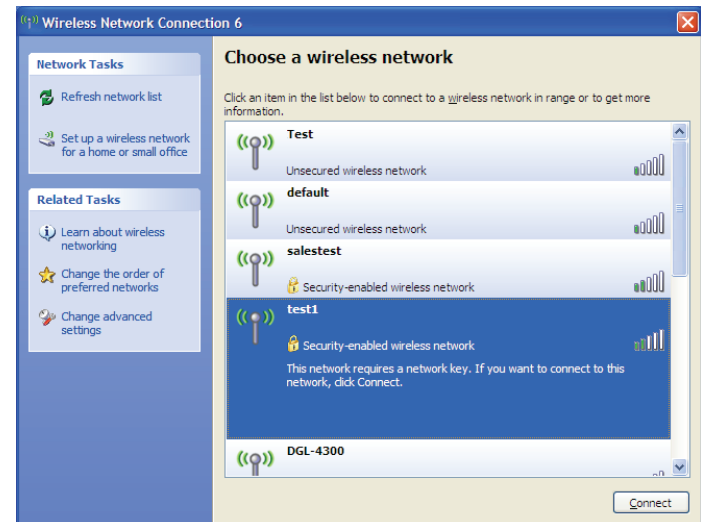 Wireless Network Connection 6
Network Tasks
Refresh network list
Set up a wireless network
for a home or small office
Related Tasks
Learn about wireless
networking
Change the order of
preferred networks
Change advanced
settings
Choose a wireless network
Click an item in the list below to connect to a wireless network in range or to get more
information.
Test
Unsecured wireless network
default
Unsecured wireless network
salestest
Security-enabled wireless network
test1
Security-enabled wireless network
This network requires a network key. If you want to connect to this
network, click Connect.
DGL-4300
Connect